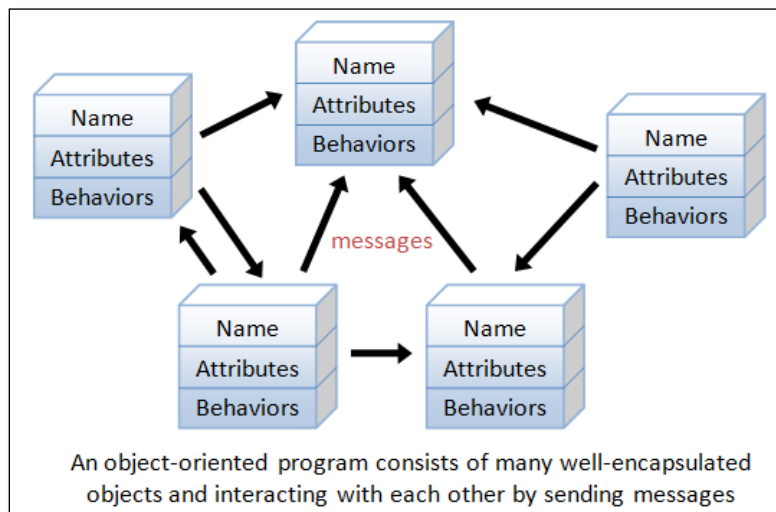 Name
Attributes
Behaviors
Name
Attributes
Behaviors
Name
Attributes
Behaviors
messages
Name
Attributes
Behaviors
Name
Attributes
Behaviors
An object-oriented program consists of many well-encapsulated
objects and interacting with each other by sending messages